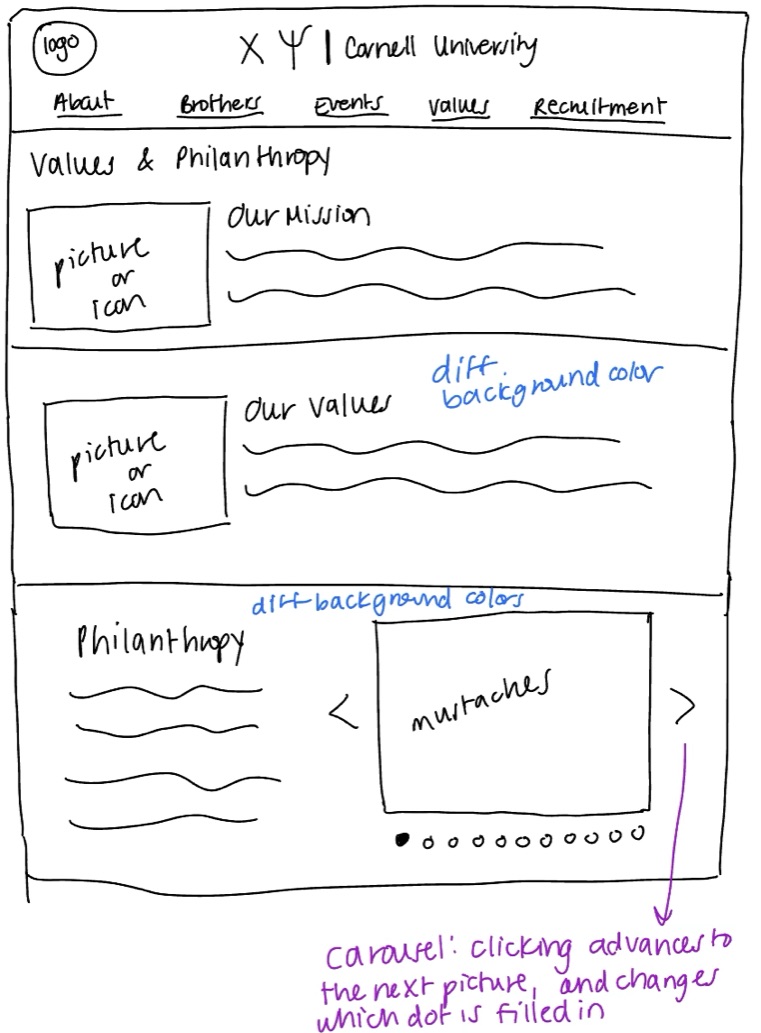 logo
Χ Ψ | Cornell University
About Brothers Events Values Recruitment
Values & Philanthropy
picture
or
icon
Our Mission
diff.
background color
picture
or
icon
Our Values
diff background colors
Philanthropy
<
mustaches
>
Carousel: clicking advances to
the next picture, and changes
which dot is filled in